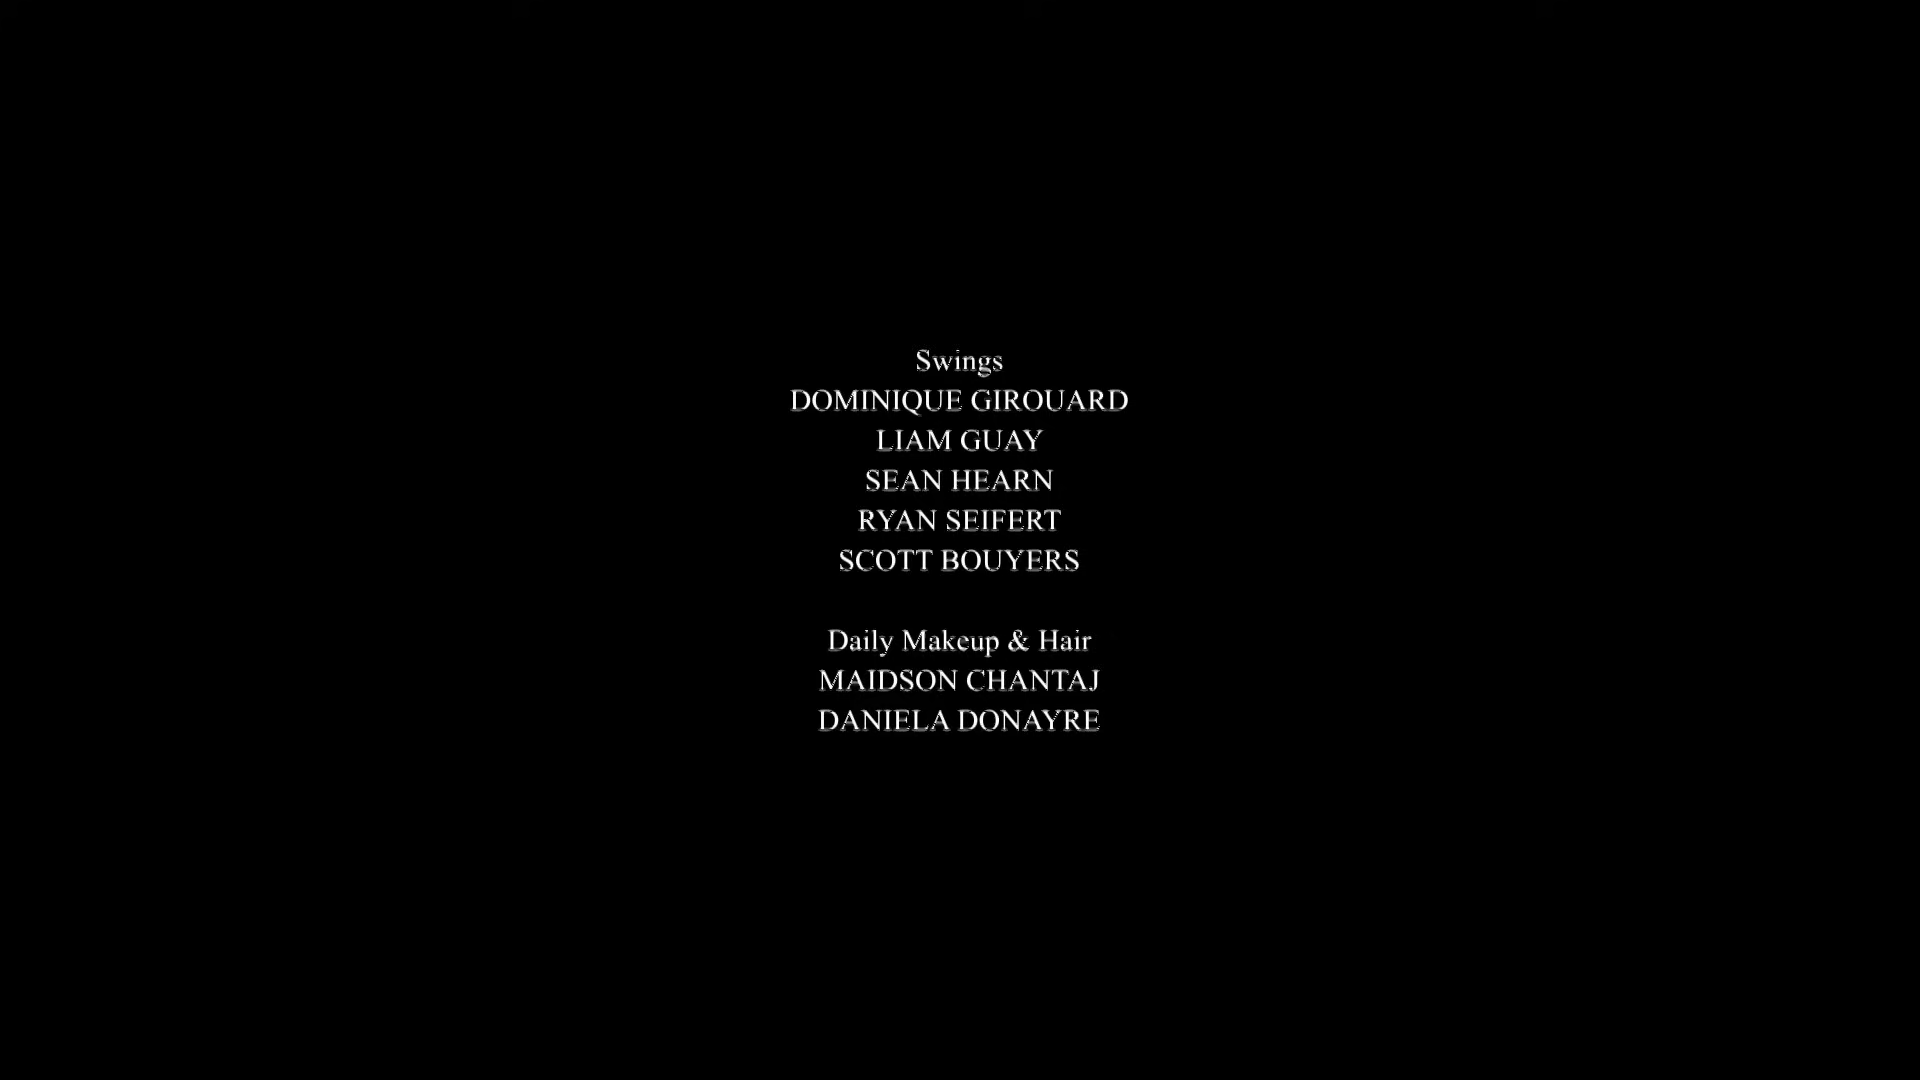 Swings
DOMINIQUE GIROUARD
LIAM GUAY
SEAN HEARN
RYAN SEIFERT
SCOTT BOUYERS
Daily Makeup & Hair
MAIDSON CHANTAJ
DANIELA DONAYRE